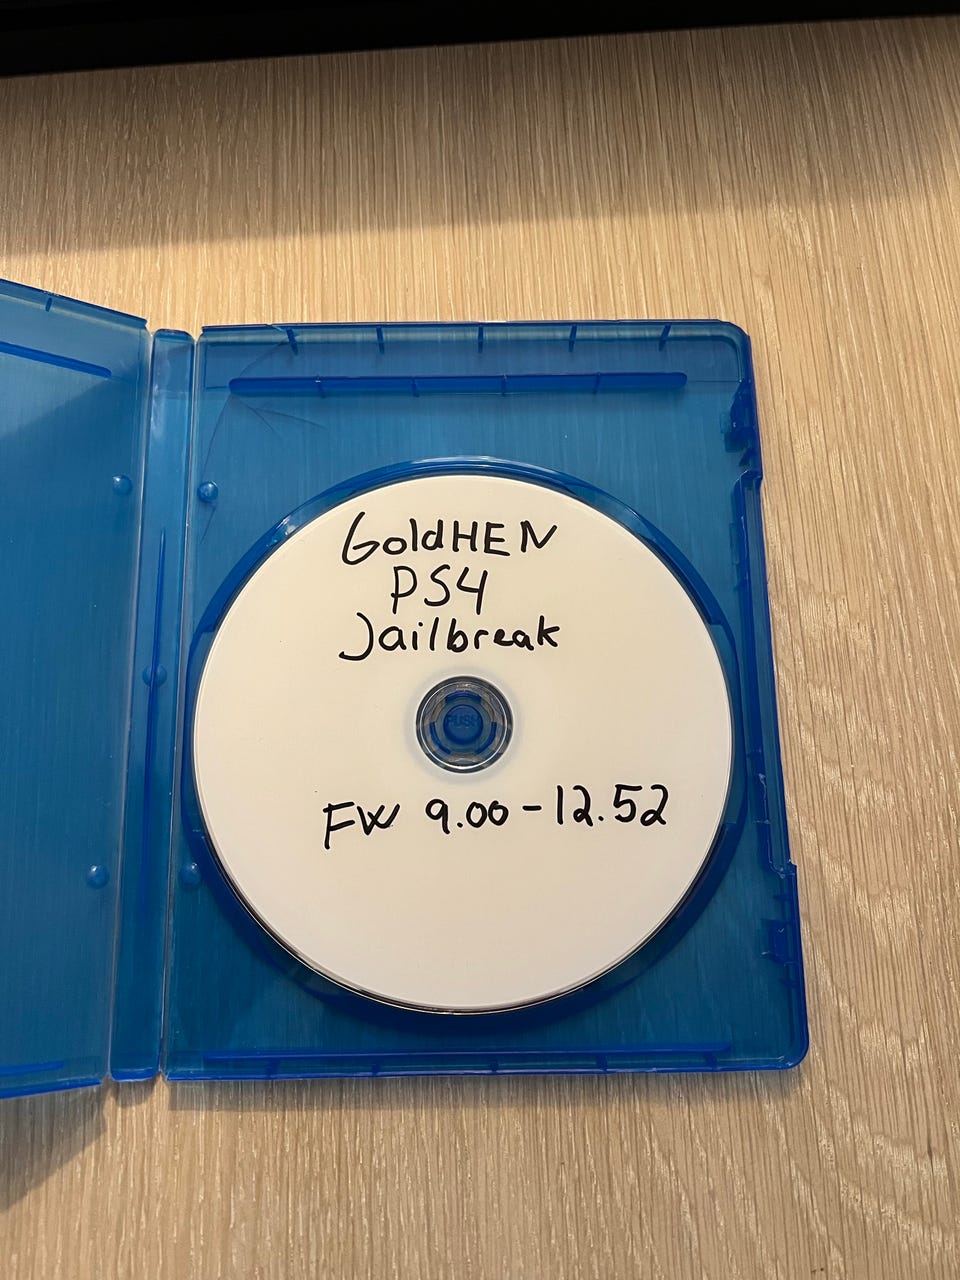 GoldHEN
PS4
Jailbreak
PUSH
FW 9.00-12.52